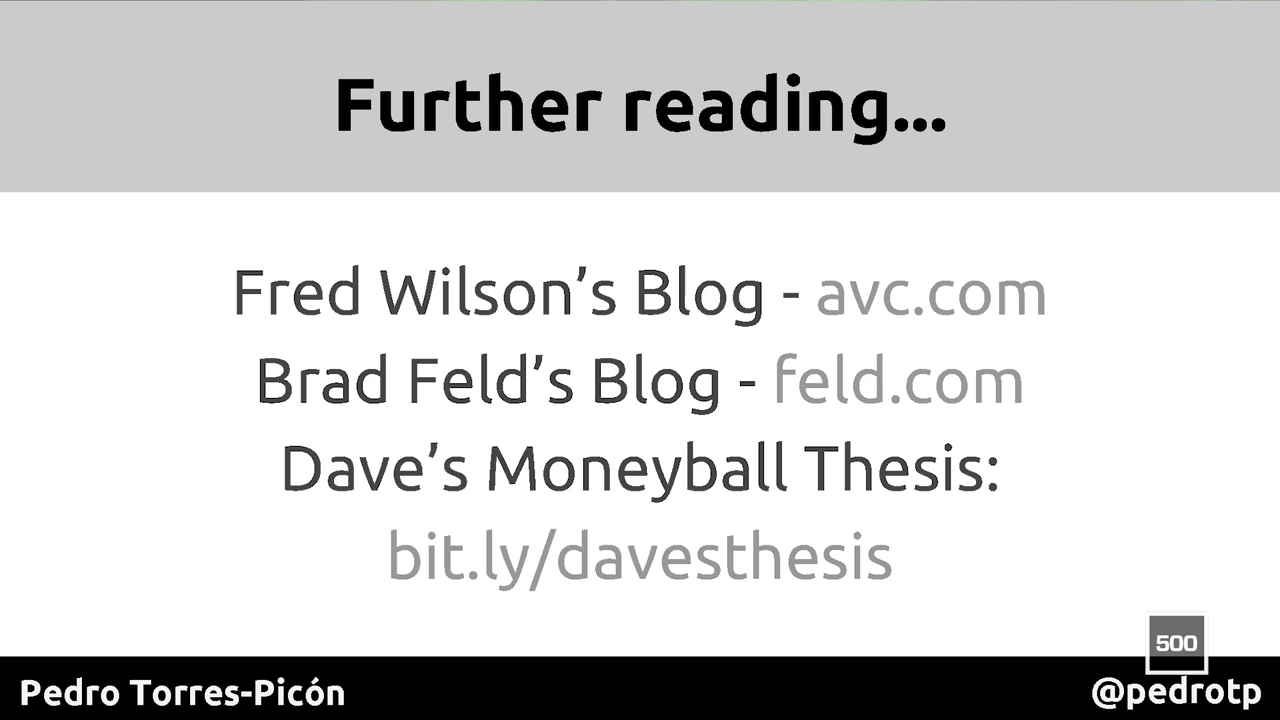 Further reading...
Fred Wilson’s Blog - avc.com
Brad Feld’s Blog - feld.com
Dave’s Moneyball Thesis:
bit.ly/davesthesis
500
Pedro Torres-Picón
@pedrotp